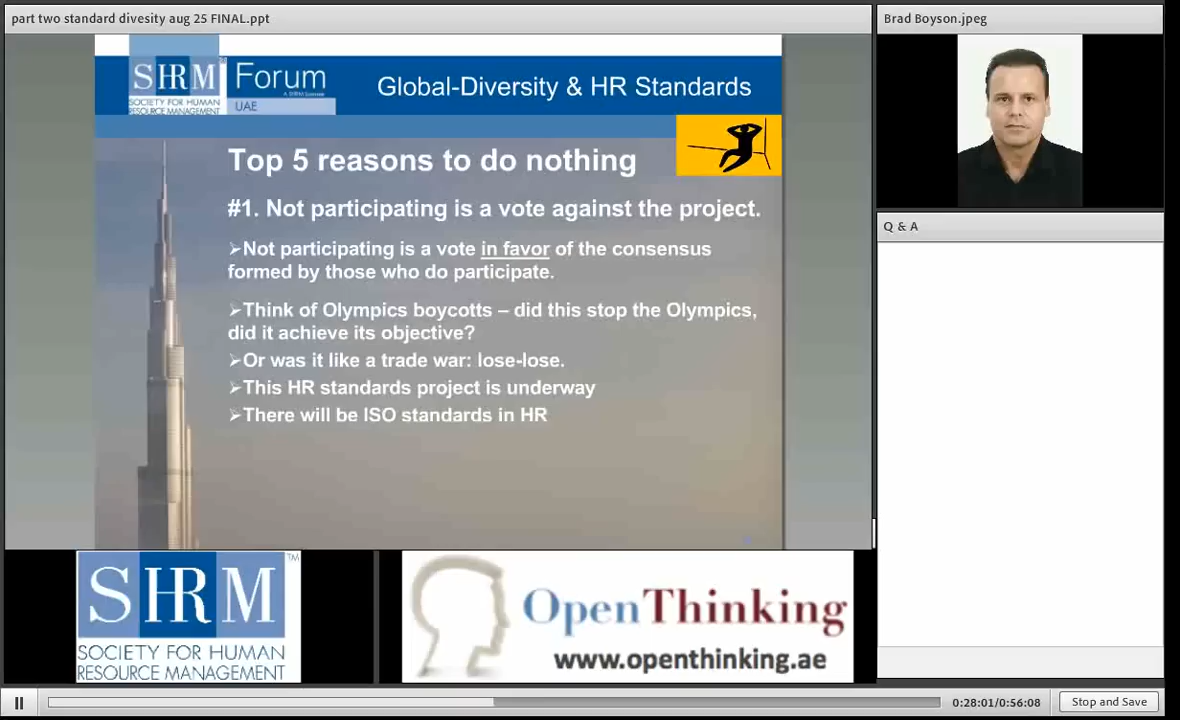 part two standard divesity aug 25 FINAL.ppt
Brad Boyson.jpeg
SHRM Forum
A SHRM
SOCIETY FOR HUMAN
RESOURCE MANAGEMENT
UAE
Global-Diversity & HR Standards
Top 5 reasons to do nothing
#1. Not participating is a vote against the project.
➢Not participating is a vote in favor of the consensus
formed by those who do participate.
➢Think of Olympics boycotts – did this stop the Olympics,
did it achieve its objective?
➢Or was it like a trade war: lose-lose.
➢This HR standards project is underway
➢There will be ISO standards in HR
Q & A
SHRM™
SOCIETY FOR HUMAN
RESOURCE MANAGEMENT
OpenThinking
www.openthinking.ae
0:28:01/0:56:08
Stop and Save